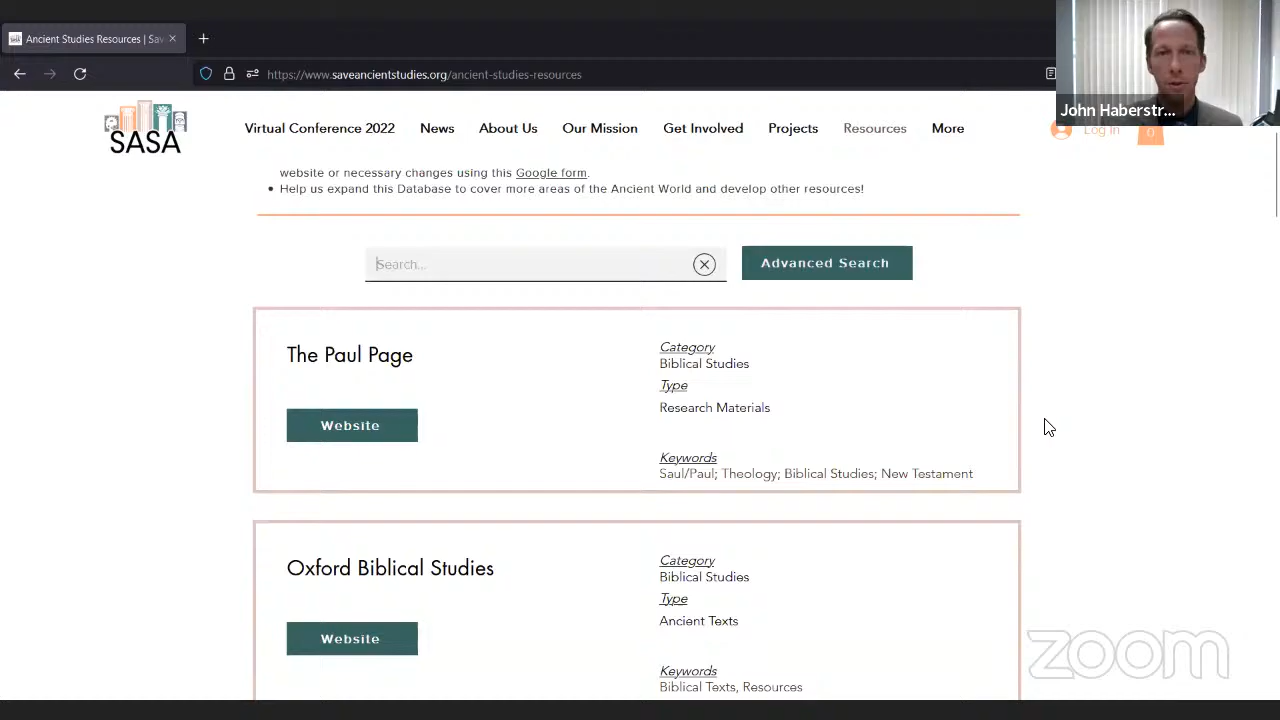 Ancient Studies Resources | Sav
https://www.saveancientstudies.org/ancient-studies-resources
John Haberstr...
SASA
Virtual Conference 2022
News
About Us
Our Mission
Get Involved
Projects
Resources
More
Log In
0
website or necessary changes using this Google form.
Help us expand this Database to cover more areas of the Ancient World and develop other resources!
Search...
Advanced Search
The Paul Page
Website
Category
Biblical Studies
Type
Research Materials
Keywords
Saul/Paul; Theology; Biblical Studies; New Testament
Oxford Biblical Studies
Website
Category
Biblical Studies
Type
Ancient Texts
Keywords
Biblical Texts, Resources
zoom